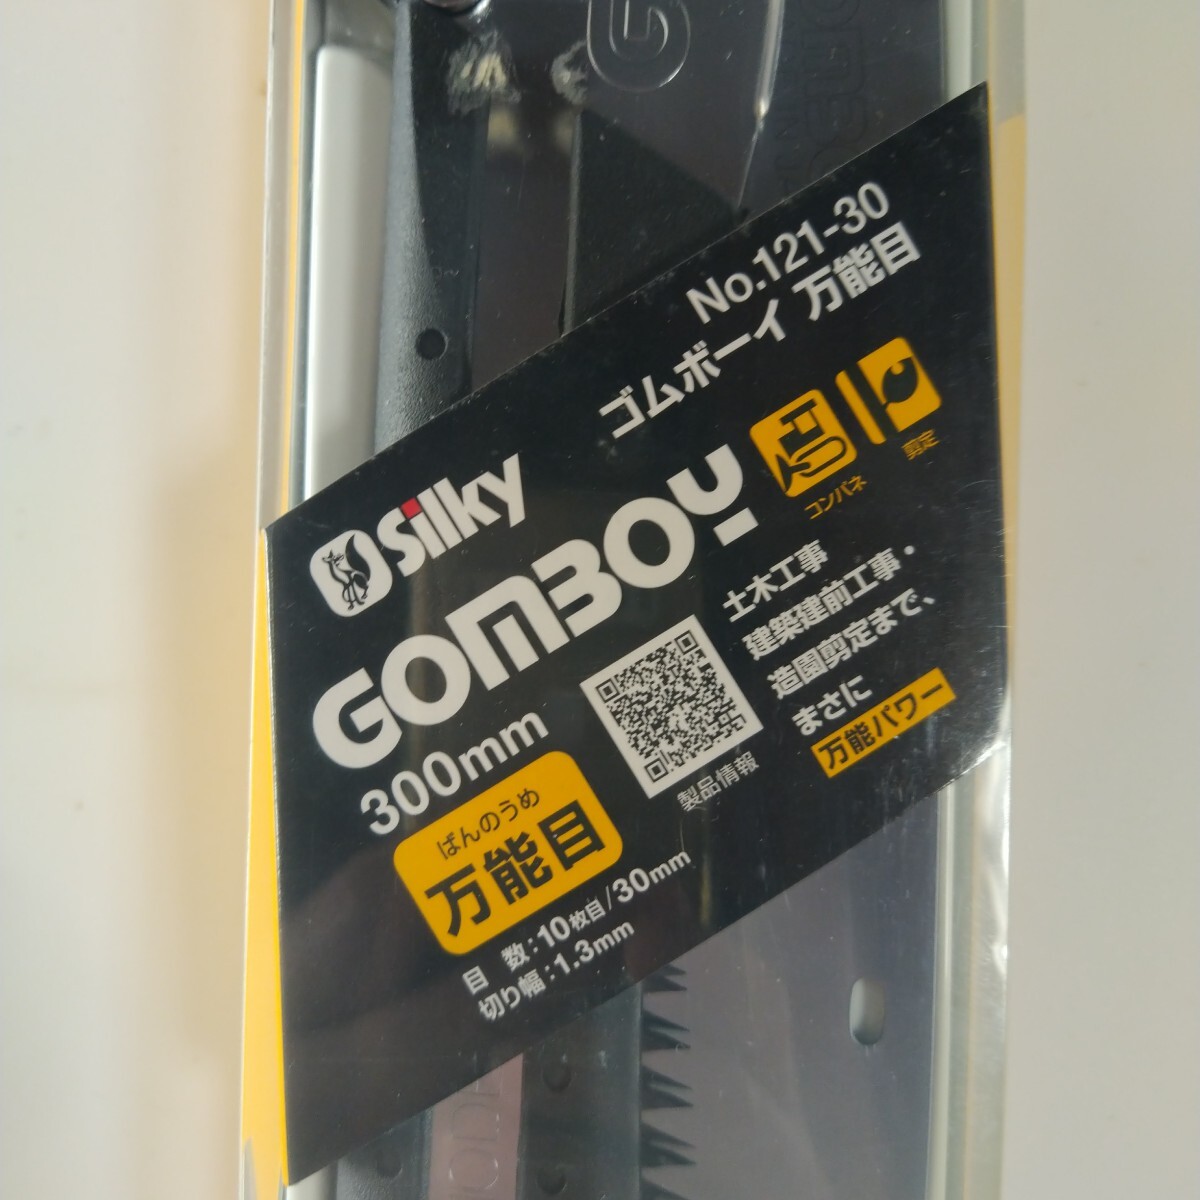 No.121-30
ゴムボーイ 万能目
Silky
GOMBOY
コンパネ
剪定
300mm
土木工事
建築建前工事・
造園剪定まで、
まさに
万能パワー
製品情報
ばんのうめ
万能目
目 数:10枚目/30mm
切り幅:1.3mm